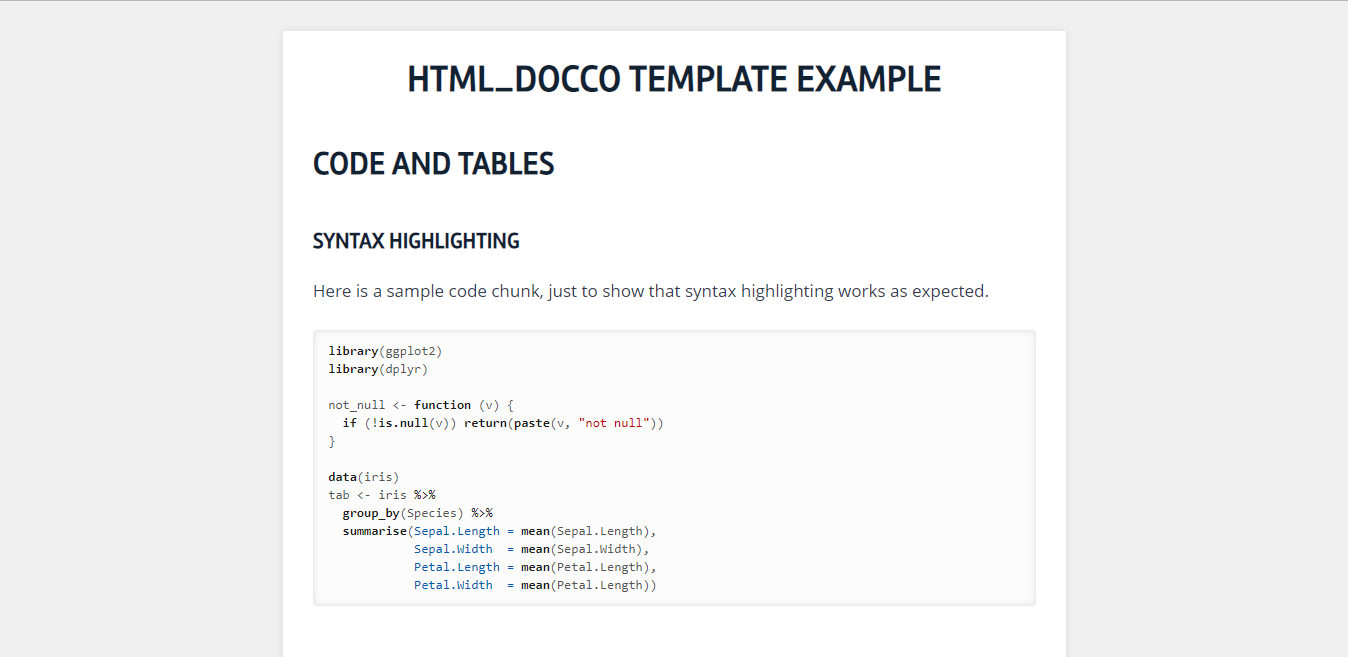 HTML_DOCCO TEMPLATE EXAMPLE
CODE AND TABLES
SYNTAX HIGHLIGHTING
Here is a sample code chunk, just to show that syntax highlighting works as expected.
library(ggplot2)
library(dplyr)

not_null <- function (v) {
  if (!is.null(v)) return(paste(v, "not null"))
}

data(iris)
tab <- iris %>%
  group_by(Species) %>%
  summarise(Sepal.Length = mean(Sepal.Length),
            Sepal.Width  = mean(Sepal.Width),
            Petal.Length = mean(Petal.Length),
            Petal.Width  = mean(Petal.Length))